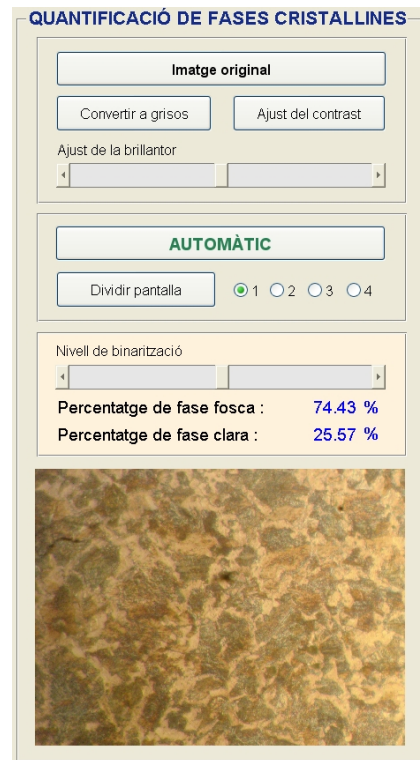 QUANTIFICACIÓ DE FASES CRISTALLINES
Imatge original
Convertir a grisos
Ajust del contrast
Ajust de la brillantor
AUTOMÀTIC
Dividir pantalla 1 2 3 4
Nivell de binarització
Percentatge de fase fosca : 74.43 %
Percentatge de fase clara : 25.57 %